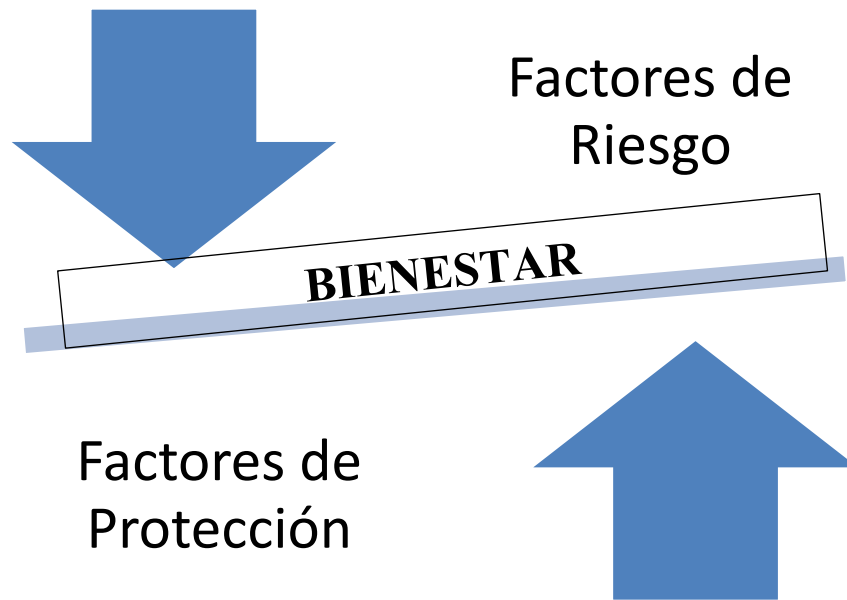 Factores de
Riesgo
BIENESTAR
Factores de
Protección